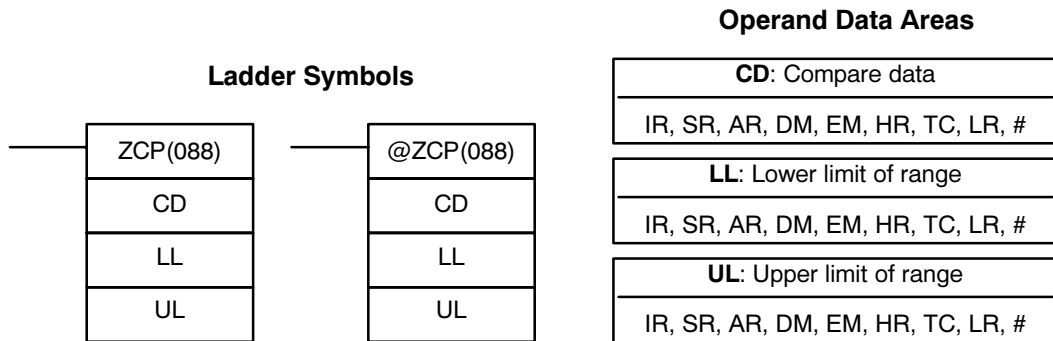 Ladder Symbols
ZCP(088)
CD
LL
UL
@ZCP(088)
CD
LL
UL
Operand Data Areas
CD: Compare data
IR, SR, AR, DM, EM, HR, TC, LR, #
LL: Lower limit of range
IR, SR, AR, DM, EM, HR, TC, LR, #
UL: Upper limit of range
IR, SR, AR, DM, EM, HR, TC, LR, #